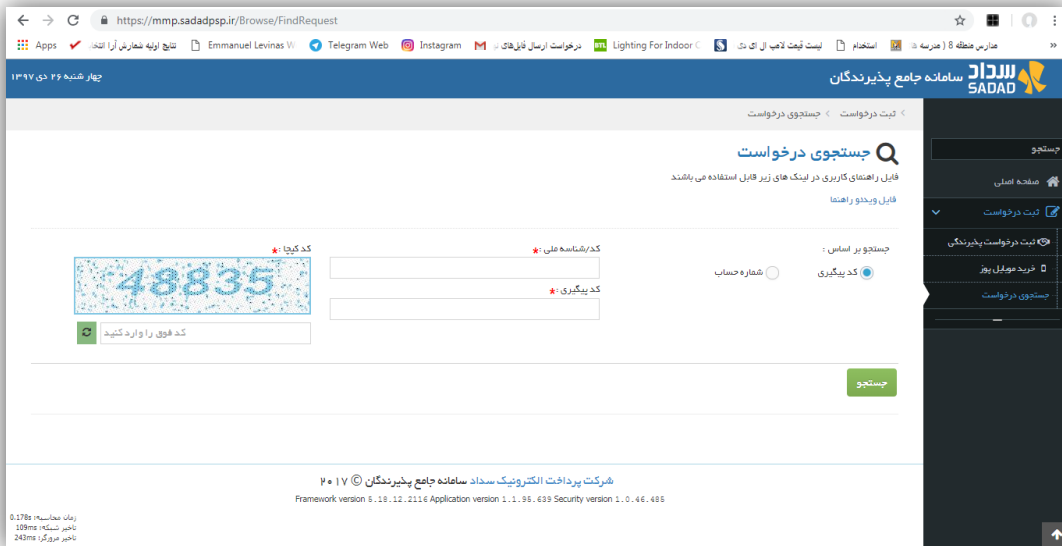 https://mmp.sadadpsp.ir/Browse/FindRequest
Apps
نتایج اولیه شمارش آرا انتخا
Emmanuel Levinas W
Telegram Web
Instagram
درخواست ارسال فایل‌های
Lighting For Indoor C
لیست قیمت لامپ ال ای دی
استخدام
مدارس منطقه 8 ( مدرسه
»
چهار شنبه ۲۶ دی ۱۳۹۷
سداد
SADAD
سامانه جامع پذیرندگان
ثبت درخواست > جستجوی درخواست >
جستجو
صفحه اصلی
ثبت درخواست
ثبت درخواست پذیرندگی
خرید موبایل پوز
جستجوی درخواست
جستجوی درخواست
فایل راهنمای کاربری در لینک های زیر قابل استفاده می باشند
فایل ویدئو راهنما
جستجو بر اساس :
کد پیگیری
شماره حساب
کد/شناسه ملی :*
کد پیگیری :*
کد کپچا :*
48835
کد فوق را وارد کنید
جستجو
شرکت پرداخت الکترونیک سداد سامانه جامع پذیرندگان © ۲۰۱۷
Framework version 5.18.12.2116 Application version 1.1.95.639 Security version 1.0.46.485
زمان محاسبه: 0.178s
تاخیر شبکه: 109ms
تاخیر مرورگر: 243ms